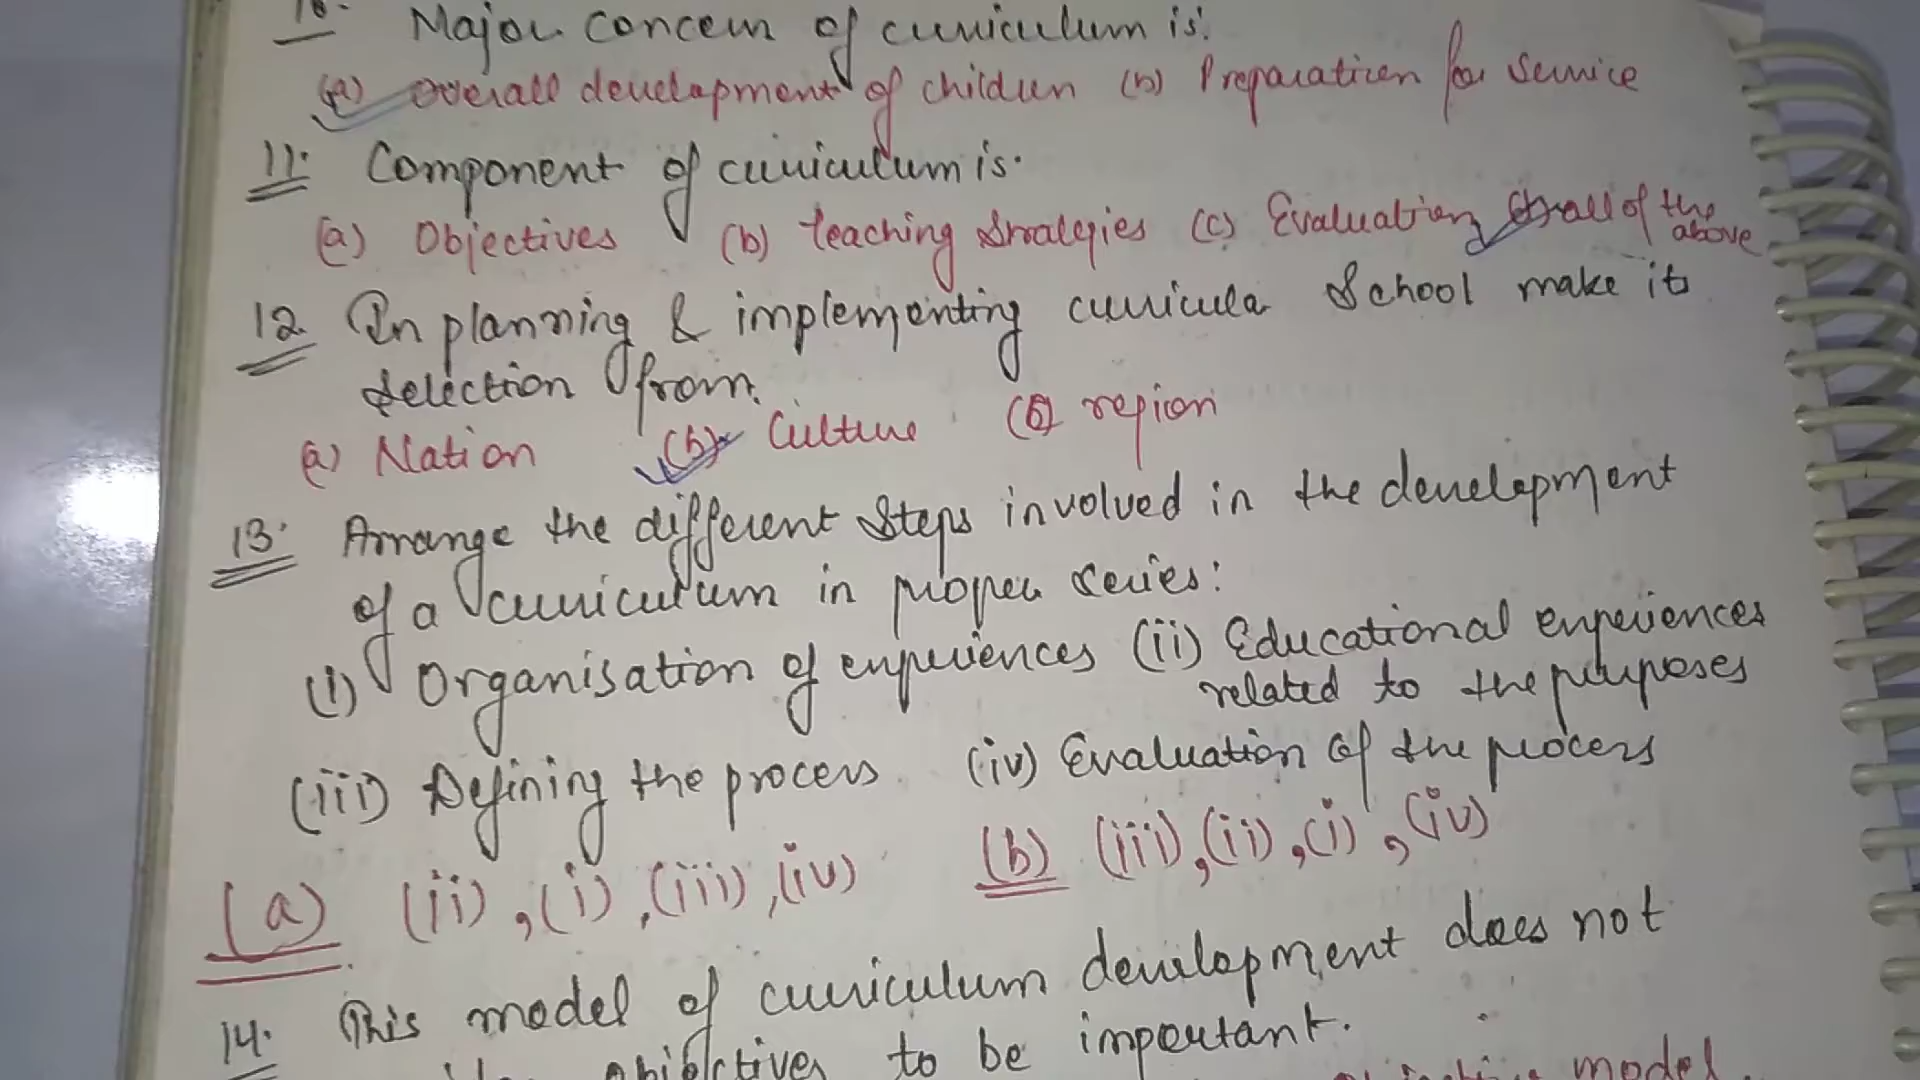 10. Major concern of curriculum is.
(a) Overall development of children (b) Preparation for Service
11. Component of curriculum is.
(a) Objectives (b) teaching Stratgies (c) Evaluation (d) all of the above
12. In planning & implementing curricula School make it
selection from.
(a) Nation (b) Culture (c) region
13. Arrange the different Steps involved in the development
of a curriculum in proper series:
(i) Organisation of experiences (ii) Educational experiences
related to the purposes
(iii) Defining the process (iv) Evaluation of the process
(a) (ii), (i), (iii), (iv) (b) (iii), (ii), (i), (iv)
14. This model of curriculum development does not
objectives to be important.
model.